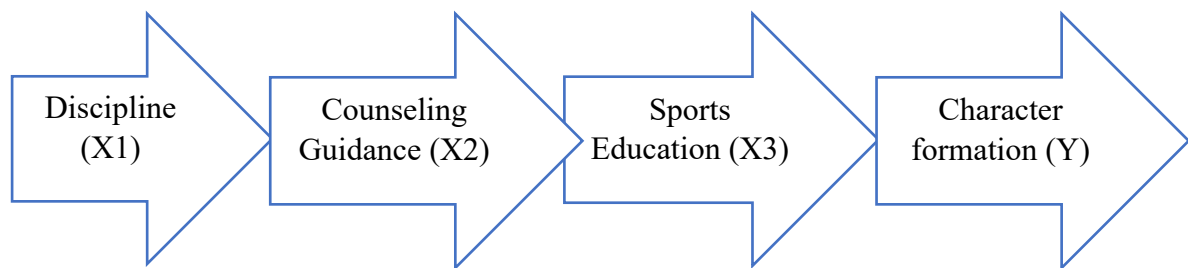 Discipline
(X1)
Counseling
Guidance (X2)
Sports
Education (X3)
Character
formation (Y)